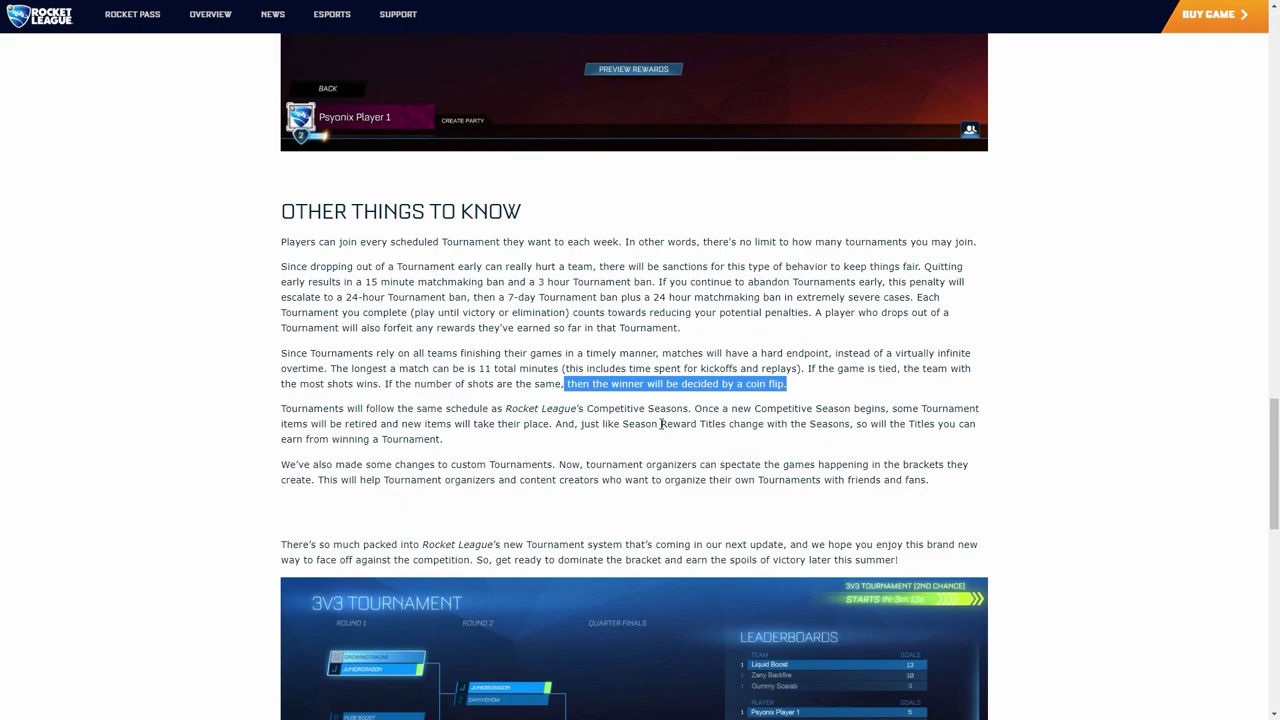 ROCKET LEAGUE
ROCKET PASS OVERVIEW NEWS ESPORTS SUPPORT BUY GAME
PREVIEW REWARDS
BACK
Psyonix Player 1
CREATE PARTY
2
OTHER THINGS TO KNOW
Players can join every scheduled Tournament they want to each week. In other words, there's no limit to how many tournaments you may join.
Since dropping out of a Tournament early can really hurt a team, there will be sanctions for this type of behavior to keep things fair. Quitting
early results in a 15 minute matchmaking ban and a 3 hour Tournament ban. If you continue to abandon Tournaments early, this penalty will
escalate to a 24-hour Tournament ban, then a 7-day Tournament ban plus a 24 hour matchmaking ban in extremely severe cases. Each
Tournament you complete (play until victory or elimination) counts towards reducing your potential penalties. A player who drops out of a
Tournament will also forfeit any rewards they've earned so far in that Tournament.
Since Tournaments rely on all teams finishing their games in a timely manner, matches will have a hard endpoint, instead of a virtually infinite
overtime. The longest a match can be is 11 total minutes (this includes time spent for kickoffs and replays). If the game is tied, the team with
the most shots wins. If the number of shots are the same, then the winner will be decided by a coin flip.
Tournaments will follow the same schedule as Rocket League's Competitive Seasons. Once a new Competitive Season begins, some Tournament
items will be retired and new items will take their place. And, just like Season Reward Titles change with the Seasons, so will the Titles you can
earn from winning a Tournament.
We've also made some changes to custom Tournaments. Now, tournament organizers can spectate the games happening in the brackets they
create. This will help Tournament organizers and content creators who want to organize their own Tournaments with friends and fans.
There's so much packed into Rocket League's new Tournament system that's coming in our next update, and we hope you enjoy this brand new
way to face off against the competition. So, get ready to dominate the bracket and earn the spoils of victory later this summer!
3V3 TOURNAMENT (2ND CHANCE)
STARTS IN: 3m 13s
3V3 TOURNAMENT
ROUND 1 ROUND 2 QUARTER FINALS
LEADERBOARDS
TEAM GOALS
1 Liquid Boost 13
2 Zany Backfire 10
3 Gummy Scarab
PLAYER GOALS
1 Psyonix Player 1 5
JUNIORDRAGON
JUNIORDRAGON